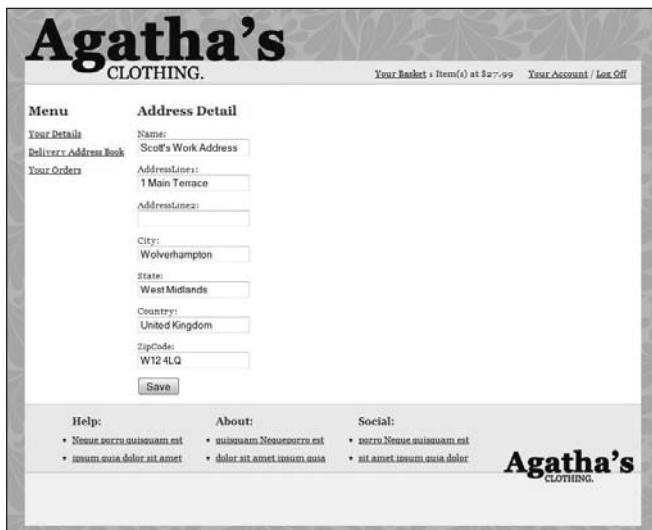 Agatha's
CLOTHING.
Your Basket 1 Item(s) at $27.99 Your Account / Log Off
Menu
Your Details
Delivery Address Book
Your Orders
Address Detail
Name:
Scott's Work Address
AddressLine1:
1 Main Terrace
AddressLine2:
City:
Wolverhampton
State:
West Midlands
Country:
United Kingdom
ZipCode:
W12 4LQ
Save
Help:
• Neque porro quisquam est
• ipsum quia dolor sit amet
About:
• quisquam Nequeporro est
• dolor sit amet ipsum quia
Social:
• porro Neque quisquam est
• sit amet ipsum quia dolor
Agatha's
CLOTHING.